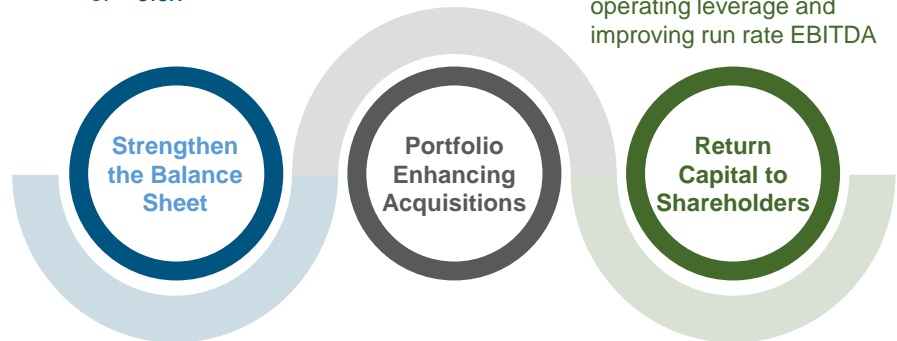 operating leverage and
improving run rate EBITDA
Strengthen
the Balance
Sheet
Portfolio
Enhancing
Acquisitions
Return
Capital to
Shareholders